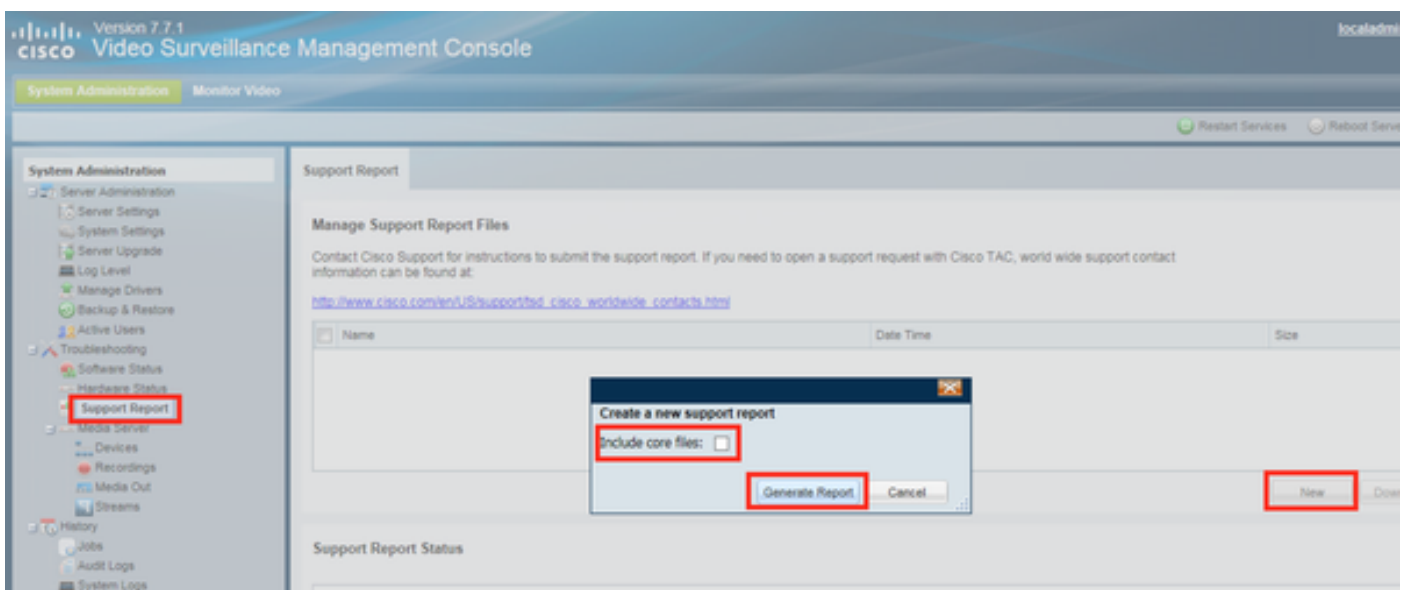 Version 7.7.1
CISCO Video Surveillance Management Console
System Administration Monitor Video
Restart Services Reboot
System Administration
Server Administration
Server Settings
System Settings
Server Upgrade
Log Level
Manage Drivers
Backup & Restore
Active Users
Troubleshooting
Software Status
Hardware Status
Support Report
Media Server
Devices
Recordings
Media Out
Streams
History
Jobs
Audit Logs
System Logs
Support Report
Manage Support Report Files
Contact Cisco Support for instructions to submit the support report. If you need to open a support request with Cisco TAC, world wide support contact
information can be found at:
http://www.cisco.com/en/US/support/tsd_cisco_worldwide_contacts.html
Name Date Time Size
Create a new support report
Include core files:
Generate Report Cancel
New
Support Report Status